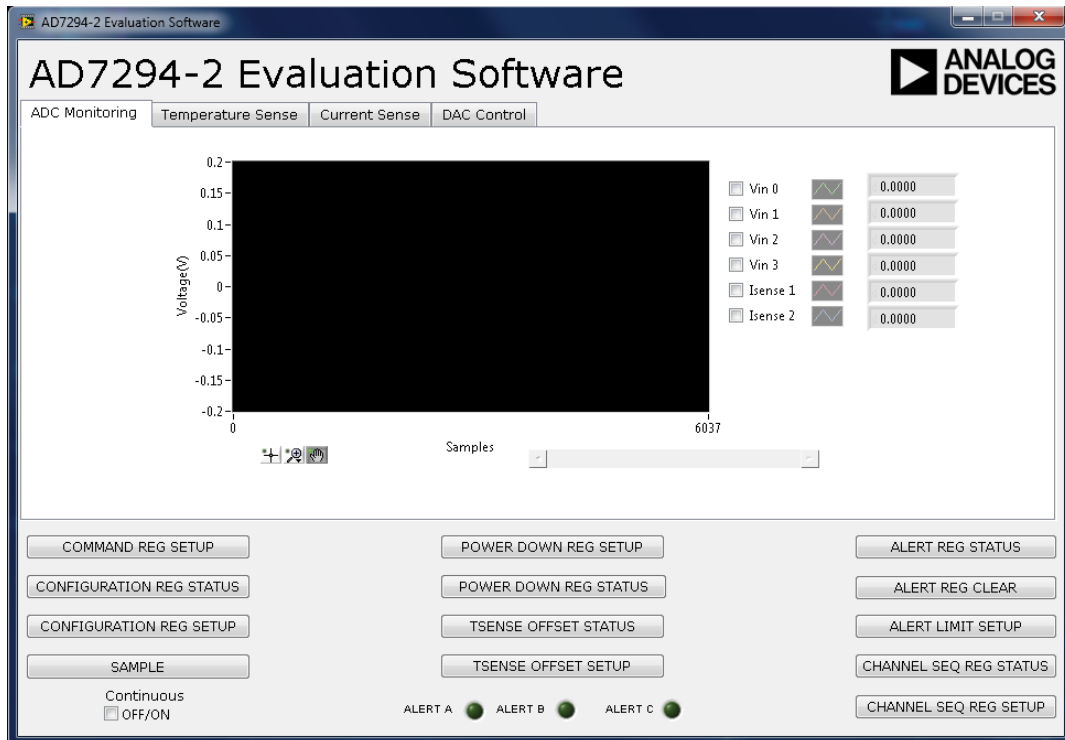 AD7294-2 Evaluation Software
AD7294-2 Evaluation Software
ANALOG
DEVICES
ADC Monitoring
Temperature Sense
Current Sense
DAC Control
0.2
0.15
0.1
0.05
0
-0.05
-0.1
-0.15
-0.2
Voltage(V)
0
6037
Samples
Vin 0
0.0000
Vin 1
0.0000
Vin 2
0.0000
Vin 3
0.0000
Isense 1
0.0000
Isense 2
0.0000
COMMAND REG SETUP
POWER DOWN REG SETUP
ALERT REG STATUS
CONFIGURATION REG STATUS
POWER DOWN REG STATUS
ALERT REG CLEAR
CONFIGURATION REG SETUP
TSENSE OFFSET STATUS
ALERT LIMIT SETUP
SAMPLE
TSENSE OFFSET SETUP
CHANNEL SEQ REG STATUS
Continuous
OFF/ON
ALERT A
ALERT B
ALERT C
CHANNEL SEQ REG SETUP